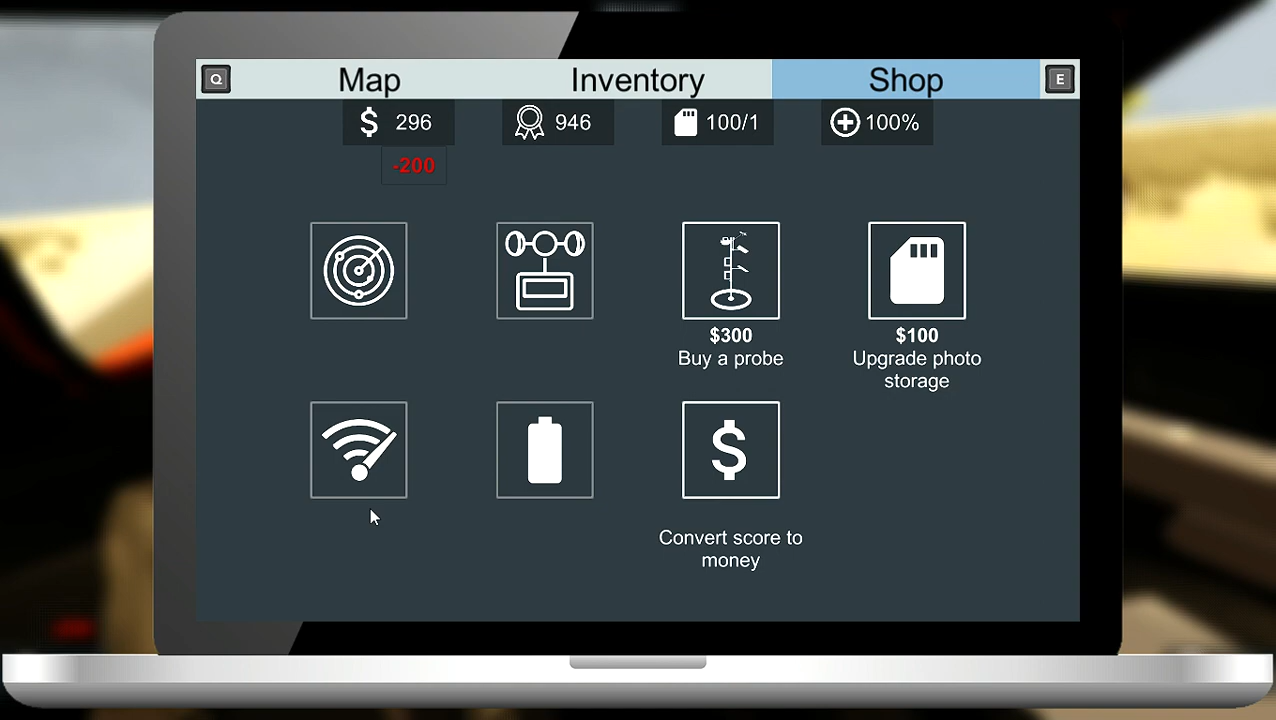 Q
Map
Inventory
Shop
E
$ 296
946
100/1
100%
-200
$300
Buy a probe
$100
Upgrade photo
storage
$
Convert score to
money